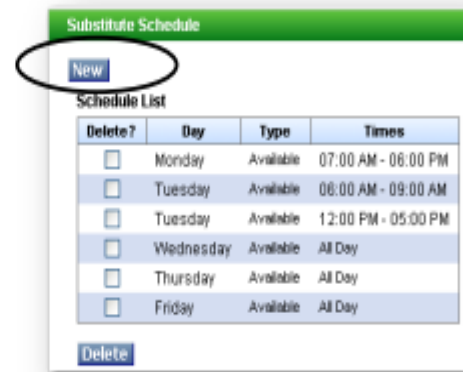 Substitute Schedule
New
Schedule List
Delete? Day Type Times
Monday Available 07:00 AM - 06:00 PM
Tuesday Available 06:00 AM - 09:00 AM
Tuesday Available 12:00 PM - 05:00 PM
Wednesday Available All Day
Thursday Available All Day
Friday Available All Day
Delete